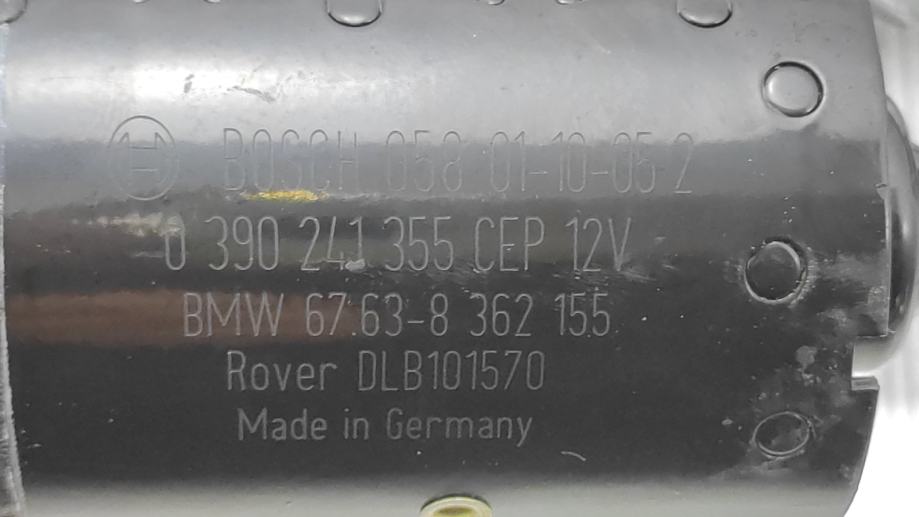 BOSCH 058 01-10-05 2
0 390 241 355 CEP 12V
BMW 67.63-8 362 155
Rover DLB101570
Made in Germany